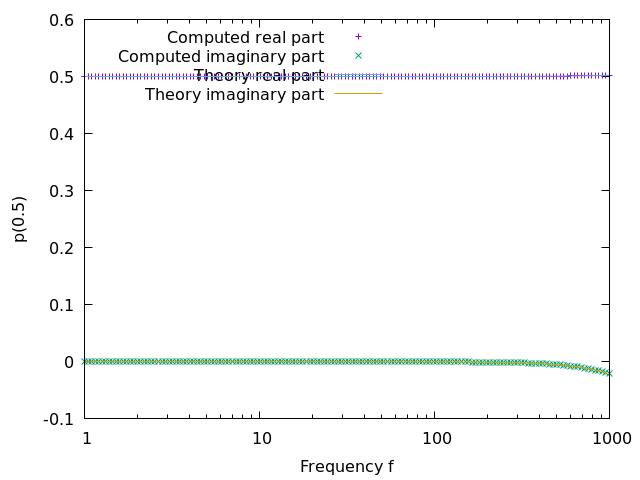 0.6
0.5
0.4
0.3
0.2
0.1
0
-0.1
p(0.5)
Computed real part
Computed imaginary part
Theory real part
Theory imaginary part
1 10 100 1000
Frequency f